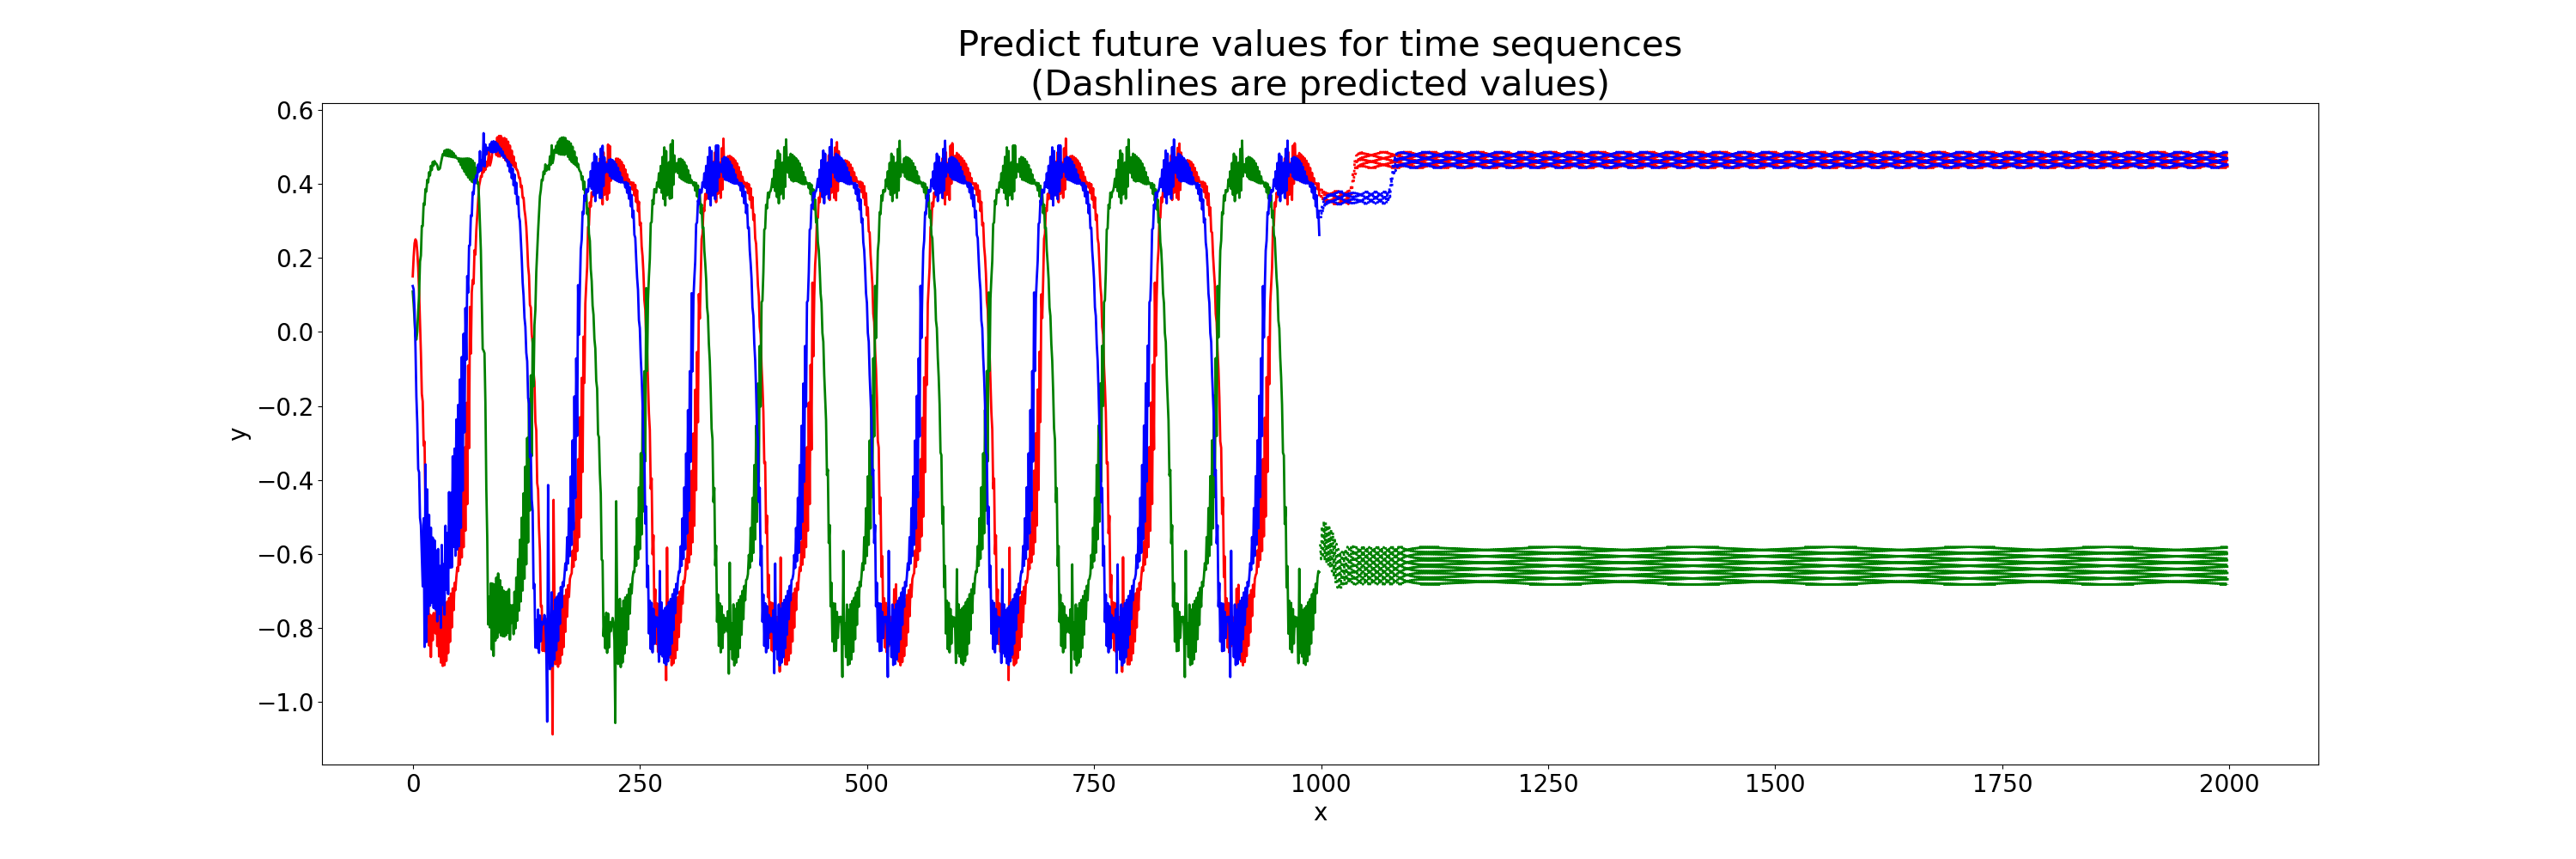 Predict future values for time sequences
(Dashlines are predicted values)
0.6
0.4
0.2
0.0
−0.2
−0.4
−0.6
−0.8
−1.0
y
0 250 500 750 1000 1250 1500 1750 2000
x